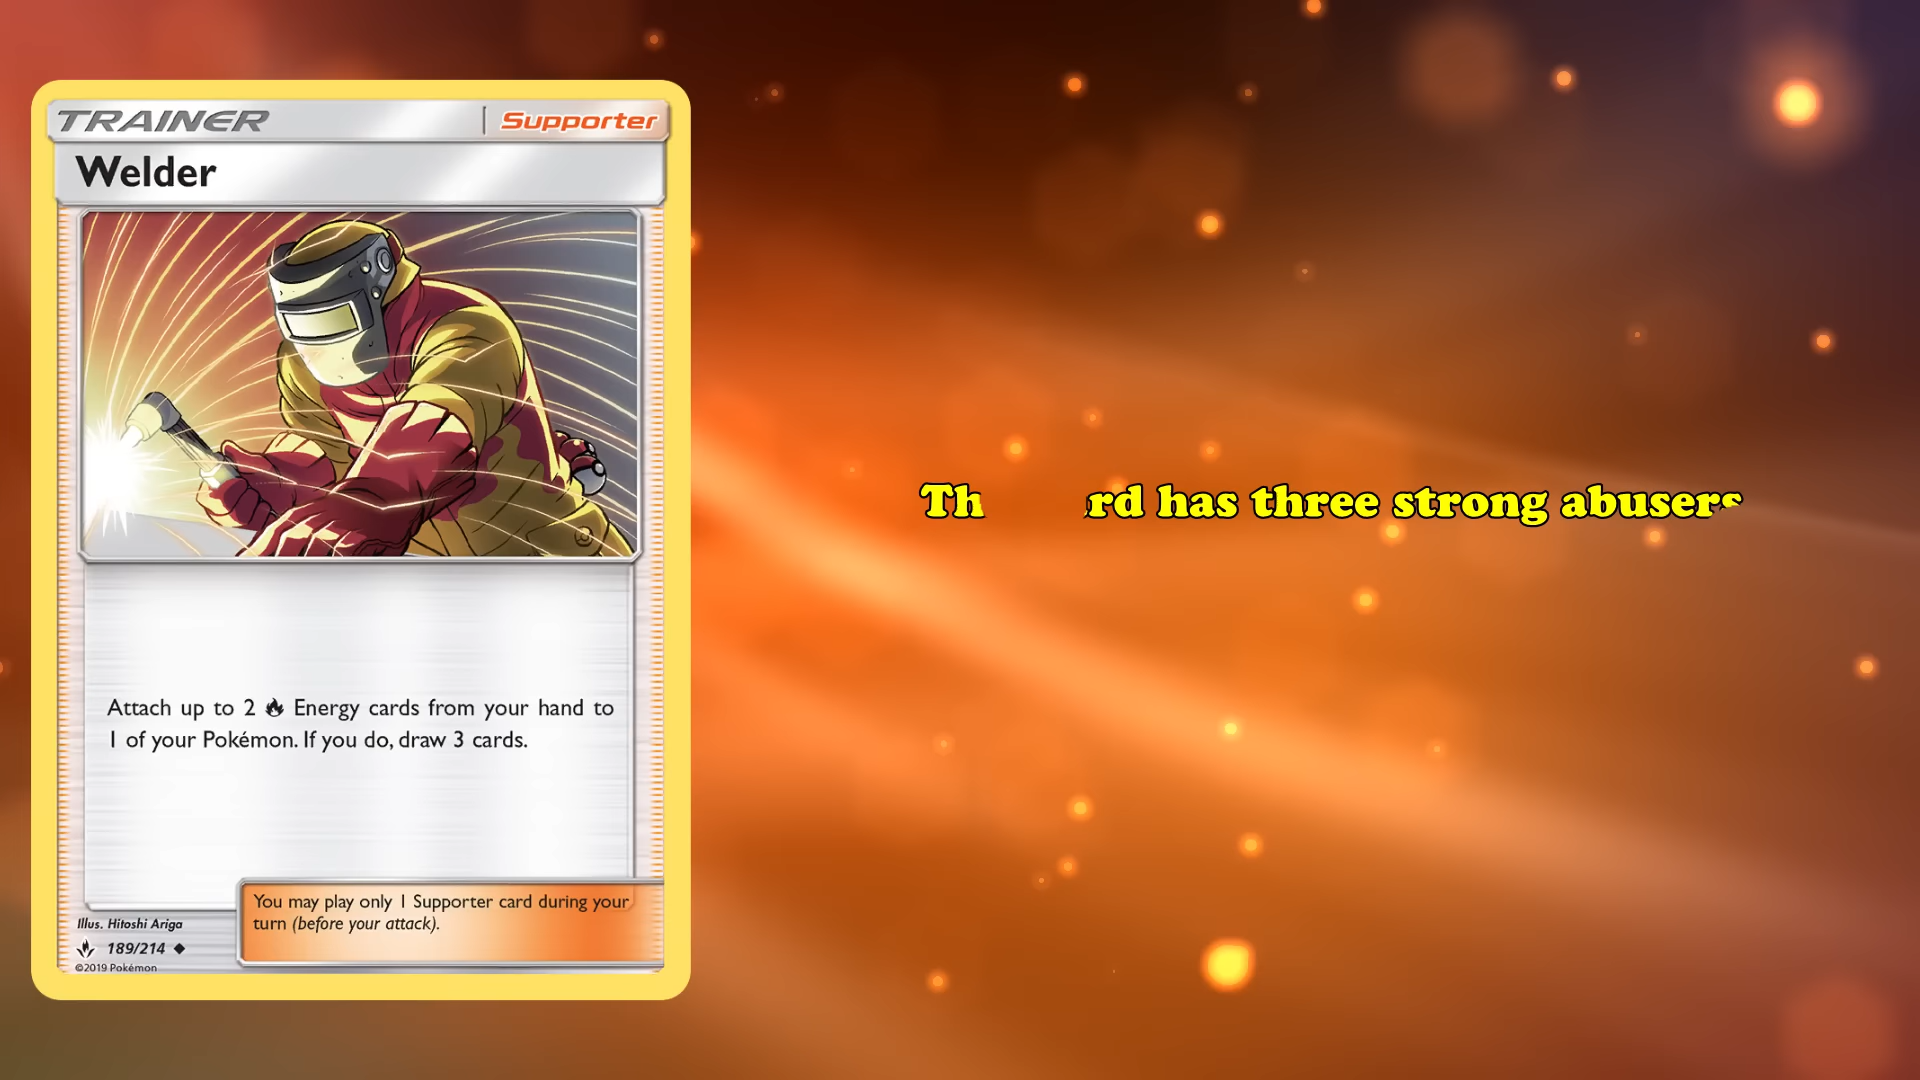 TRAINER
Supporter
Welder
Attach up to 2 Energy cards from your hand to
1 of your Pokémon. If you do, draw 3 cards.
You may play only 1 Supporter card during your
turn (before your attack).
Illus. Hitoshi Ariga
189/214
©2019 Pokémon
has three strong abusers